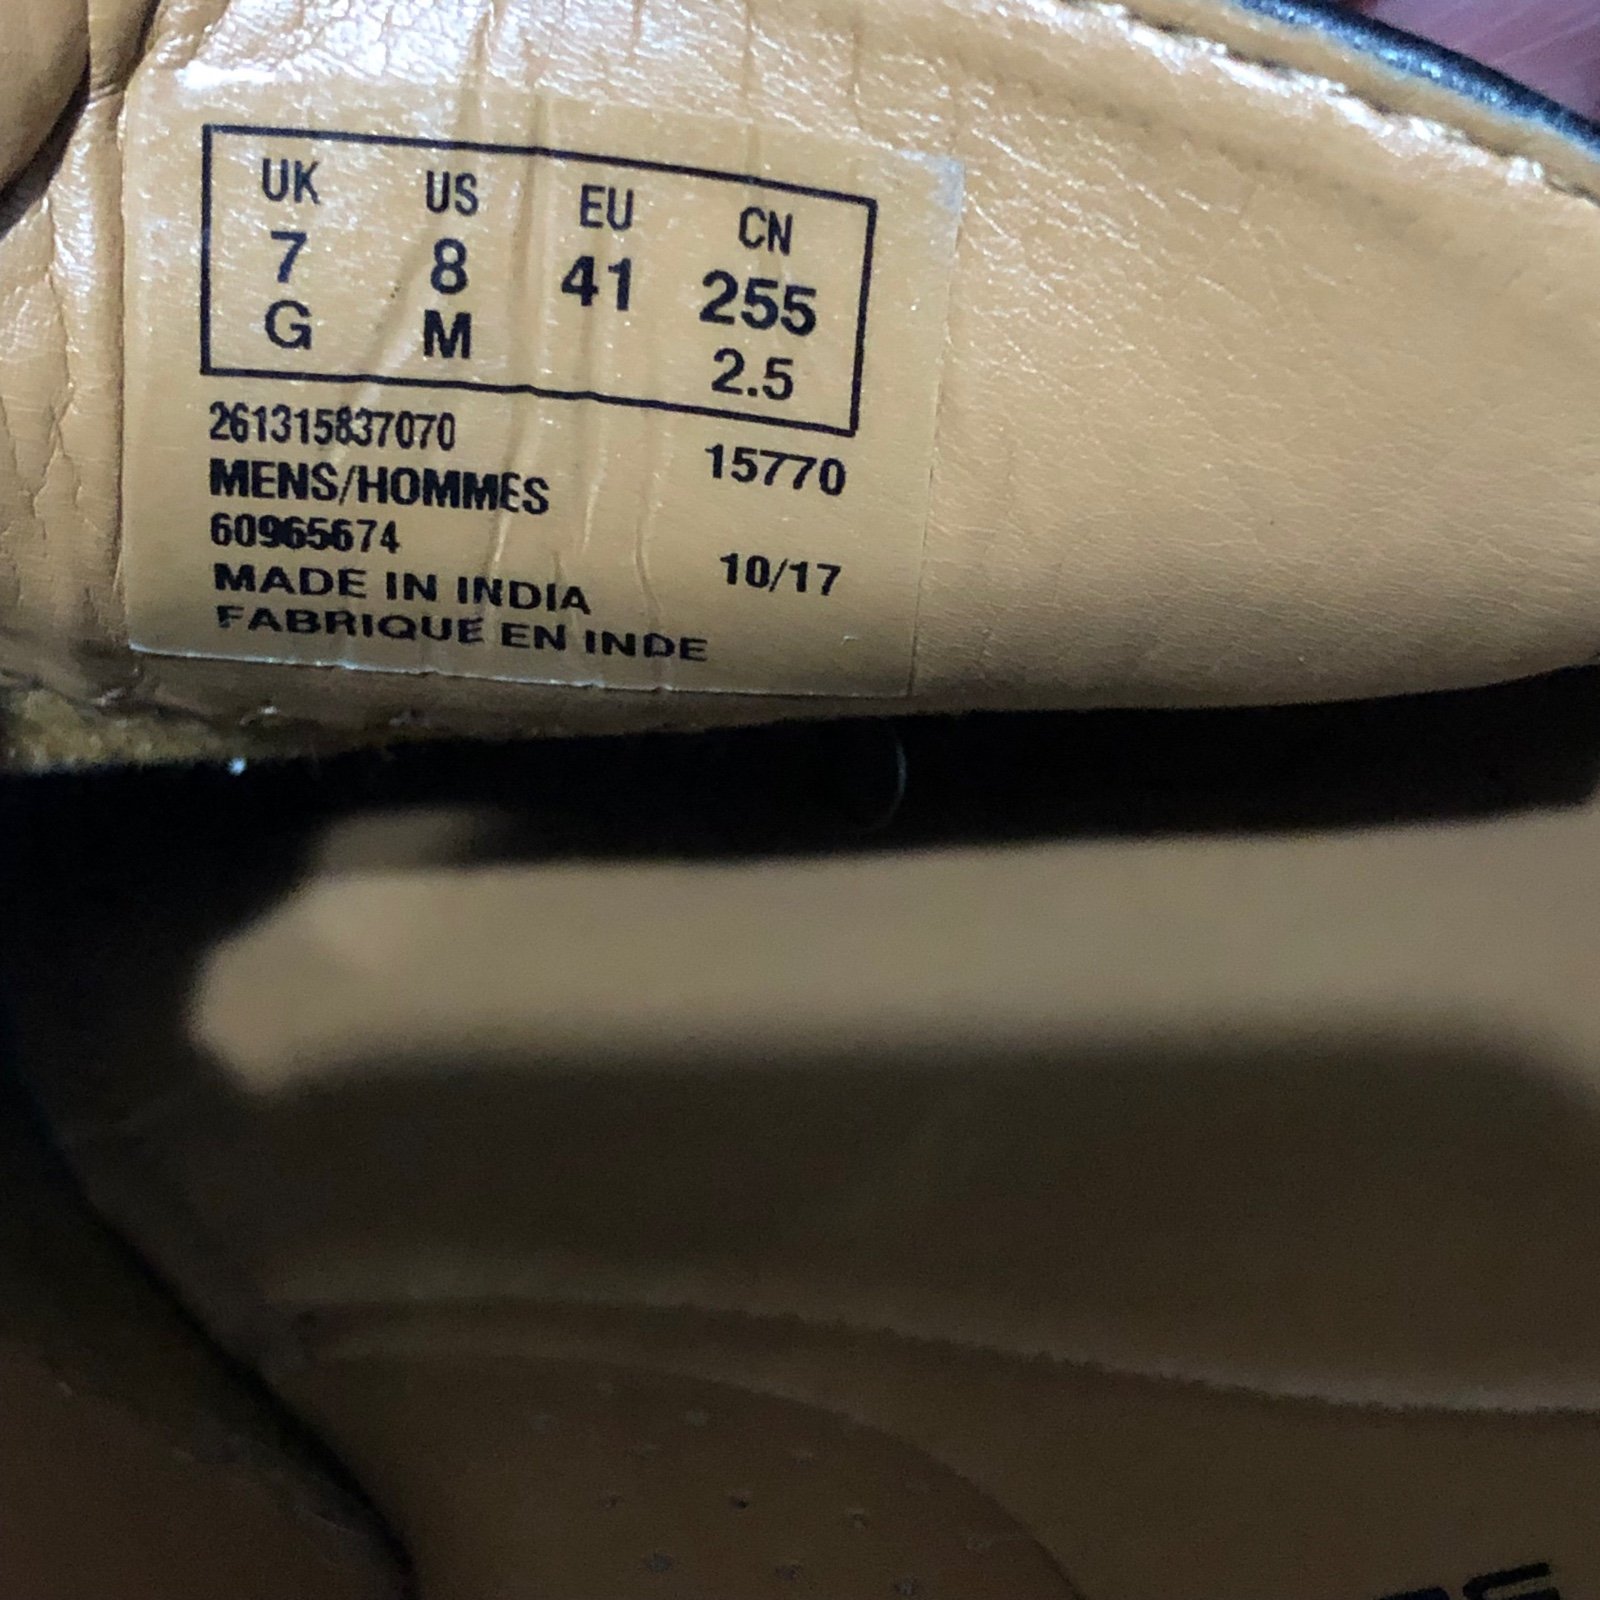 UK US EU CN
7 8 41 255
G M 2.5
261315837070 15770
MENS/HOMMES
60965674
MADE IN INDIA 10/17
FABRIQUE EN INDE